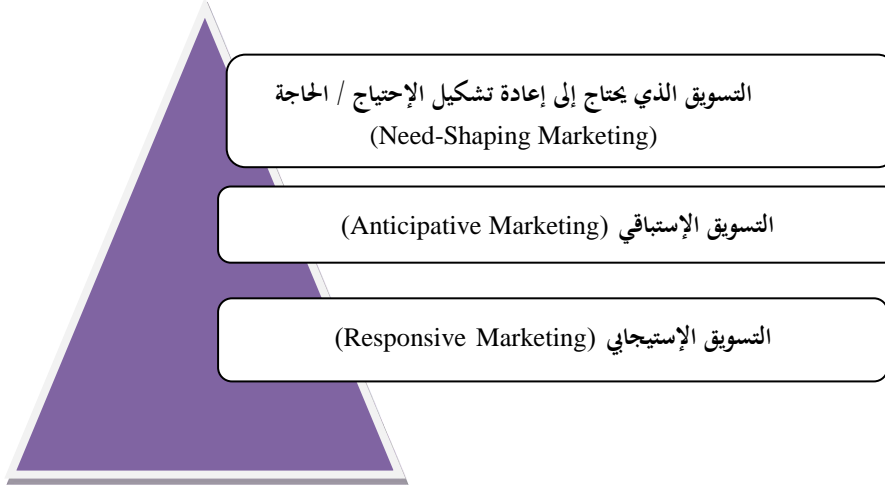 التسويق الذي يحتاج إلى إعادة تشكيل الإحتياج / الحاجة
(Need-Shaping Marketing)
التسويق الإستباقي (Anticipative Marketing)
التسويق الإستيجابي (Responsive Marketing)